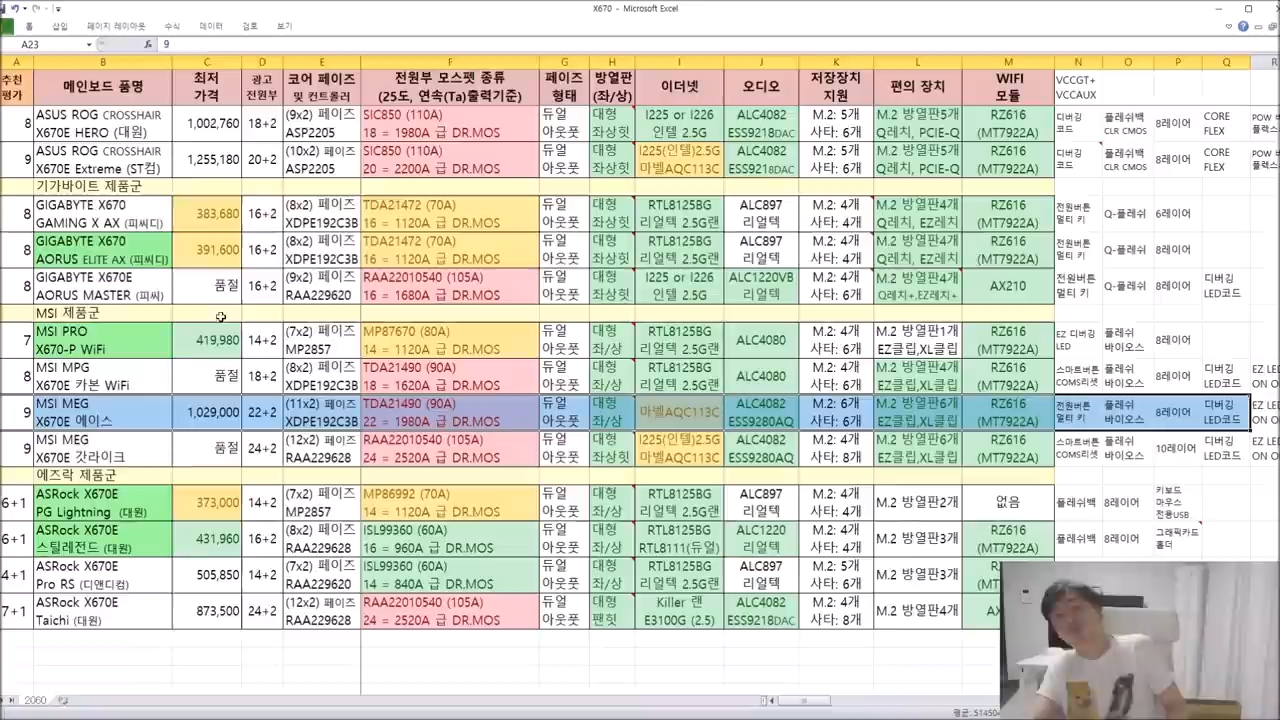 X670 - Microsoft Excel
홈 삽입 페이지 레이아웃 수식 데이터 검토 보기
A23 fx 9
A B C D E F G H I J K L M N O P Q R
추천 평가 메인보드 품명 최저 가격 광고 전원부 코어 페이즈 및 컨트롤러 전원부 모스펫 종류 (25도, 연속(Ta)출력기준) 페이즈 형태 방열판 (좌/상) 이더넷 오디오 저장장치 지원 편의 장치 WIFI 모듈 VCCGT+ VCCAUX
ASUS ROG CROSSHAIR (9x2) 페이즈 SIC850 (110A) 듀얼 대형 I225 or I226 ALC4082 M.2: 5개 M.2 방열판5개 RZ616 디버깅 플레쉬백 CORE
8 X670E HERO (대원) 1,002,760 18+2 ASP2205 18 = 1980A 급 DR.MOS 아웃풋 좌상힛 인텔 2.5G ESS9218DAC 사타: 6개 Q레치, PCIE-Q (MT7922A) 코드 CLR CMOS 8레이어 FLEX
ASUS ROG CROSSHAIR (10x2) 페이즈 SIC850 (110A) 듀얼 대형 I225(인텔)2.5G ALC4082 M.2: 5개 M.2 방열판5개 RZ616 디버깅 플레쉬백 CORE
9 X670E Extreme (ST컴) 1,255,180 20+2 ASP2205 20 = 2200A 급 DR.MOS 아웃풋 좌상힛 마벨AQC113C ESS9218DAC 사타: 6개 Q레치, PCIE-Q (MT7922A) 코드 CLR CMOS 8레이어 FLEX
기가바이트 제품군
GIGABYTE X670 (8x2) 페이즈 TDA21472 (70A) 듀얼 대형 RTL8125BG ALC897 M.2: 4개 M.2 방열판4개 RZ616 전원버튼
8 GAMING X AX (피씨디) 383,680 16+2 XDPE192C3B 16 = 1120A 급 DR.MOS 아웃풋 좌상힛 리얼텍 2.5G랜 리얼텍 사타: 4개 Q레치, EZ레치 (MT7922A) 멀티 키 Q-플레쉬 6레이어
GIGABYTE X670 (8x2) 페이즈 TDA21472 (70A) 듀얼 대형 RTL8125BG ALC897 M.2: 4개 M.2 방열판4개 RZ616 전원버튼
8 AORUS ELITE AX (피씨디) 391,600 16+2 XDPE192C3B 16 = 1120A 급 DR.MOS 아웃풋 좌상힛 리얼텍 2.5G랜 리얼텍 사타: 4개 Q레치, EZ레치 (MT7922A) 멀티 키 Q-플레쉬 8레이어
GIGABYTE X670E (9x2) 페이즈 RAA22010540 (105A) 듀얼 대형 I225 or I226 ALC1220VB M.2: 4개 M.2 방열판4개 전원버튼 디버깅
8 AORUS MASTER (피씨) 품절 16+2 RAA229620 16 = 1680A 급 DR.MOS 아웃풋 좌상힛 인텔 2.5G 리얼텍 사타: 6개 Q레치+,EZ레치+ AX210 멀티 키 Q-플레쉬 8레이어 LED코드
MSI 제품군
MSI PRO (7x2) 페이즈 MP87670 (80A) 듀얼 대형 RTL8125BG M.2: 4개 M.2 방열판1개 RZ616 EZ 디버깅 플레쉬
7 X670-P WiFi 419,980 14+2 MP2857 14 = 1120A 급 DR.MOS 아웃풋 좌/상 리얼텍 2.5G랜 ALC4080 사타: 6개 EZ클립,XL클립 (MT7922A) LED 바이오스 8레이어
MSI MPG (8x2) 페이즈 TDA21490 (90A) 듀얼 대형 RTL8125BG M.2: 4개 M.2 방열판4개 RZ616 스마트버튼 플레쉬 디버깅 EZ LED
8 X670E 카본 WiFi 품절 18+2 XDPE192C3B 18 = 1620A 급 DR.MOS 아웃풋 좌/상 리얼텍 2.5G랜 ALC4080 사타: 6개 EZ클립,XL클립 (MT7922A) COMS리셋 바이오스 8레이어 LED코드
MSI MEG (11x2) 페이즈 TDA21490 (90A) 듀얼 대형 ALC4082 M.2: 6개 M.2 방열판6개 RZ616 전원버튼 플레쉬 디버깅 EZ LED
9 X670E 에이스 1,029,000 22+2 XDPE192C3B 22 = 1980A 급 DR.MOS 아웃풋 좌/상 마벨AQC113C ESS9280AQ 사타: 6개 EZ클립,XL클립 (MT7922A) 멀티 키 바이오스 8레이어 LED코드
MSI MEG (12x2) 페이즈 RAA22010540 (105A) 듀얼 대형 I225(인텔)2.5G ALC4082 M.2: 4개 M.2 방열판4개 RZ616 스마트버튼 플레쉬 디버깅 EZ LED
9 X670E 갓라이크 품절 24+2 RAA229628 24 = 2520A 급 DR.MOS 아웃풋 좌상힛 마벨AQC113C ESS9280AQ 사타: 8개 EZ클립,XL클립 (MT7922A) COMS리셋 바이오스 10레이어 LED코드
에즈락 제품군
ASRock X670E (7x2) 페이즈 MP86992 (70A) 듀얼 대형 RTL8125BG ALC897 M.2: 4개 키보드
6+1 PG Lightning (대원) 373,000 14+2 MP2857 14 = 1120A 급 DR.MOS 아웃풋 좌/상 리얼텍 2.5G랜 리얼텍 사타: 4개 M.2 방열판2개 없음 플레쉬백 8레이어 마우스 전용USB
ASRock X670E (8x2) 페이즈 ISL99360 (60A) 듀얼 대형 RTL8125BG ALC1220 M.2: 4개 RZ616 그래픽카드
6+1 스틸레전드 (대원) 431,960 16+2 RAA229628 16 = 960A 급 DR.MOS 아웃풋 좌/상 RTL8111(듀얼) 리얼텍 사타: 6개 M.2 방열판3개 (MT7922A) 플레쉬백 8레이어 홀더
ASRock X670E (7x2) 페이즈 ISL99360 (60A) 듀얼 대형 RTL8125BG ALC897 M.2: 5개
4+1 Pro RS (디앤디컴) 505,850 14+2 RAA229620 14 = 840A 급 DR.MOS 아웃풋 좌/상 리얼텍 2.5G랜 리얼텍 사타: 6개 M.2 방열판3개
ASRock X670E (12x2) 페이즈 RAA22010540 (105A) 듀얼 대형 Killer 랜 ALC4082 M.2: 4개
7+1 Taichi (대원) 873,500 24+2 RAA229628 24 = 2520A 급 DR.MOS 아웃풋 팬힛 E3100G (2.5) ESS9218DAC 사타: 8개 M.2 방열판4개
2060